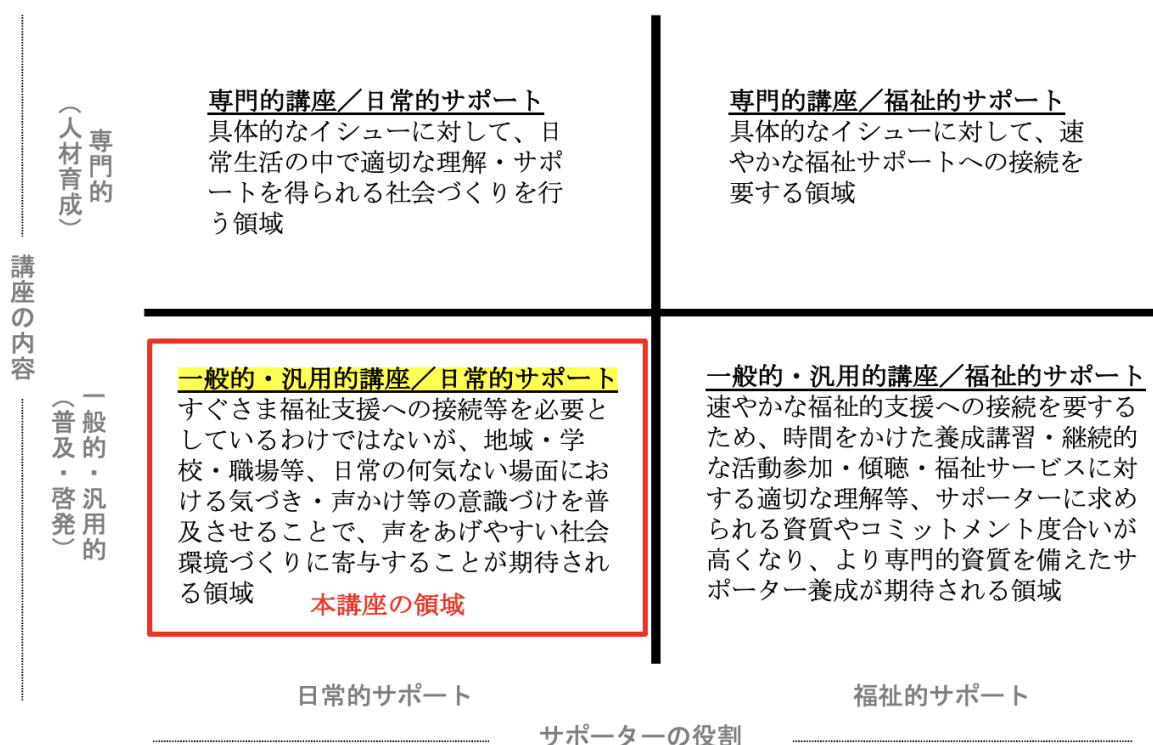 専門的講座／日常的サポート
具体的なイシューに対して、日
常生活の中で適切な理解・サポ
ートを得られる社会づくりを行
う領域
専門的講座／福祉的サポート
具体的なイシューに対して、速
やかな福祉サポートへの接続を
要する領域
専門的
（人材育成）
講座の内容
一般的・汎用的
（普及・啓発）
一般的・汎用的講座／日常的サポート
すぐさま福祉支援への接続等を必要と
しているわけではないが、地域・学
校・職場等、日常の何気ない場面にお
ける気づき・声かけ等の意識づけを普
及させることで、声をあげやすい社会
環境づくりに寄与することが期待され
る領域
本講座の領域
一般的・汎用的講座／福祉的サポート
速やかな福祉的支援への接続を要する
ため、時間をかけた養成講習・継続的
な活動参加・傾聴・福祉サービスに対
する適切な理解等、サポーターに求め
られる資質やコミットメント度合いが
高くなり、より専門的資質を備えたサ
ポーター養成が期待される領域
日常的サポート
福祉的サポート
サポーターの役割